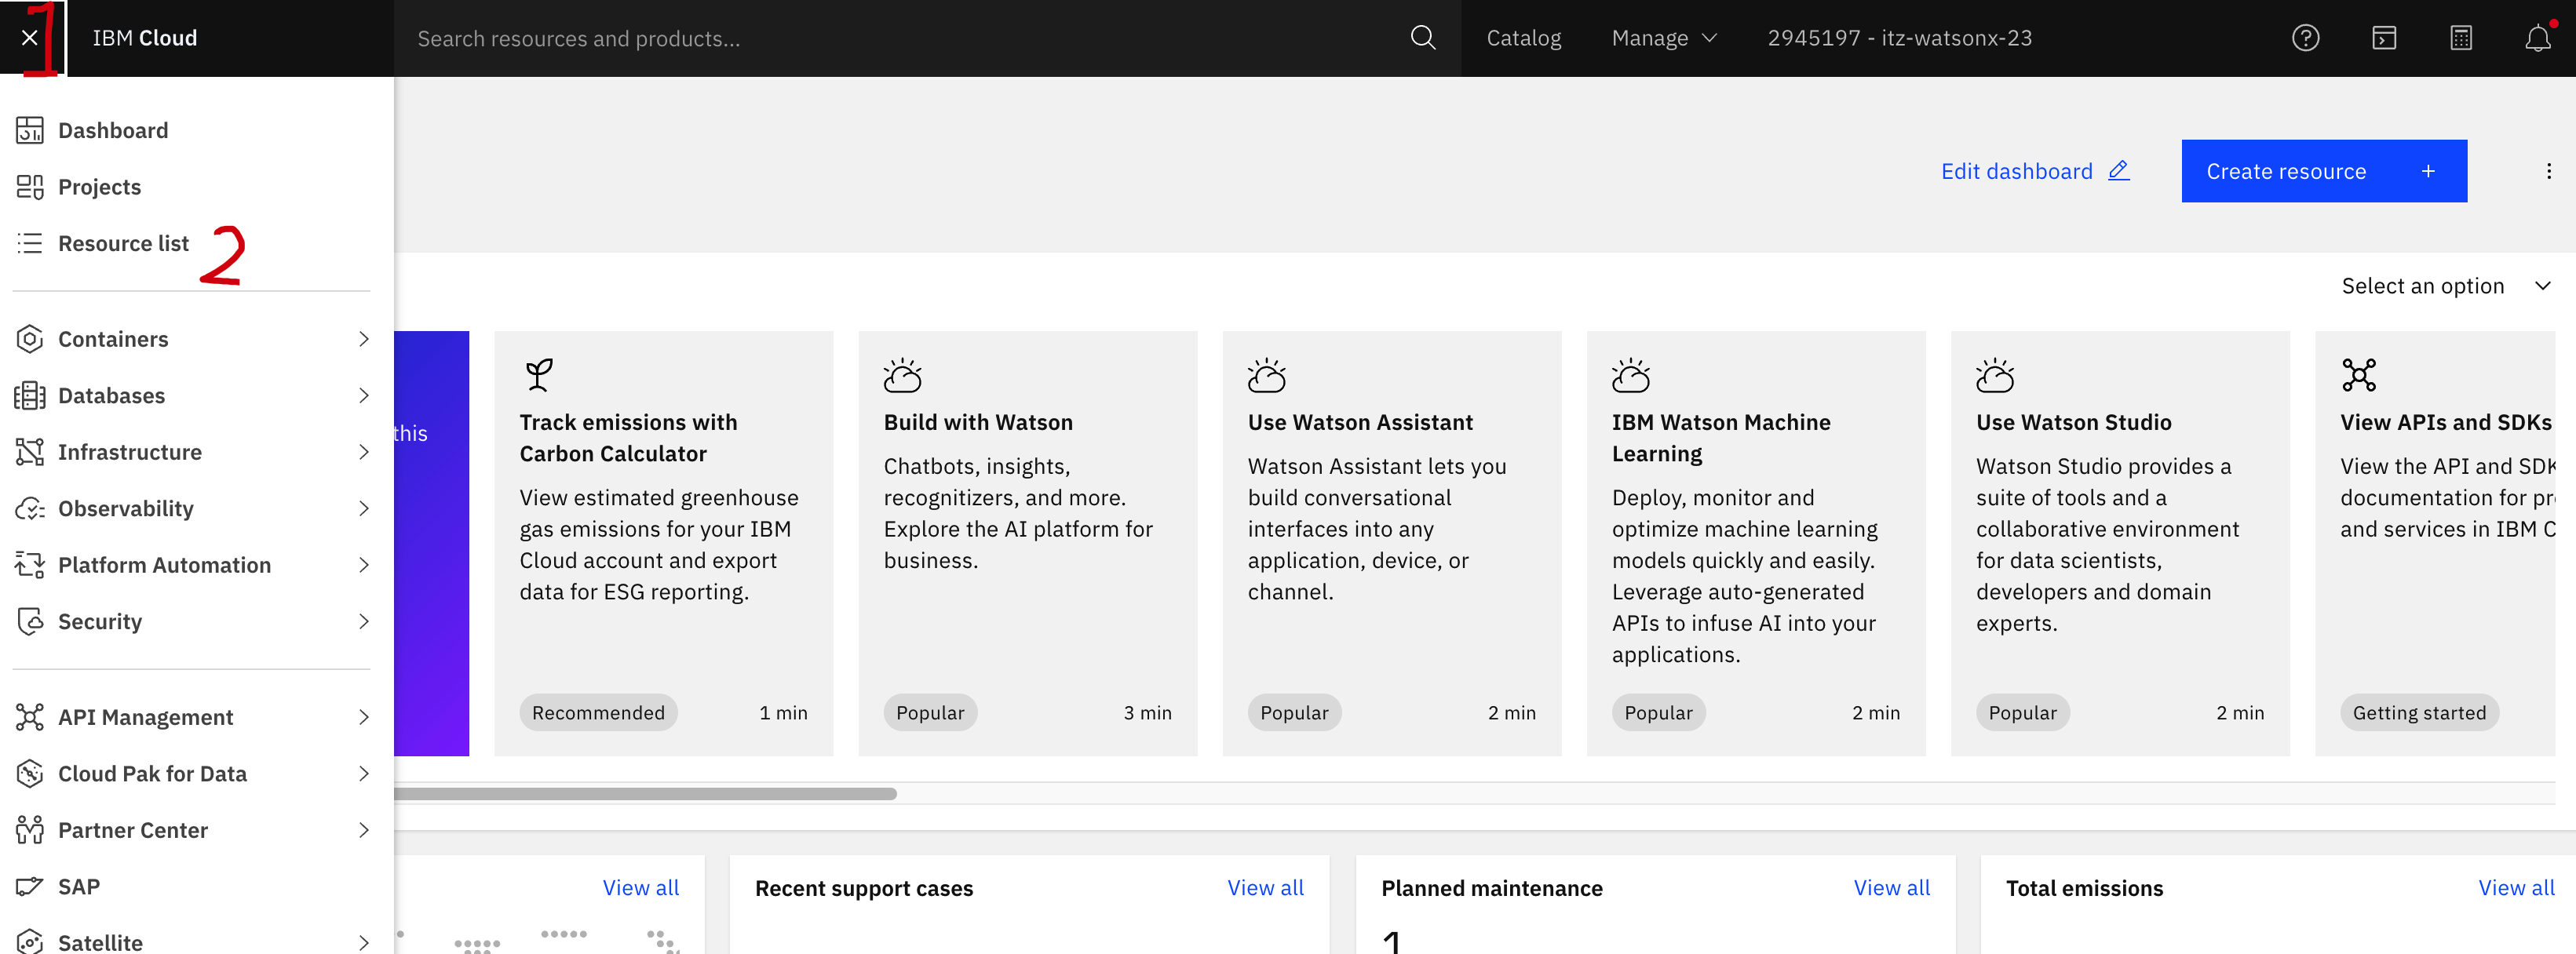 1
IBM Cloud
Search resources and products...
Catalog
Manage
2945197 - itz-watsonx-23
Dashboard
Projects
Resource list
2
Containers
Databases
Infrastructure
Observability
Platform Automation
Security
API Management
Cloud Pak for Data
Partner Center
SAP
Satellite
Edit dashboard
Create resource +
Select an option
this
Track emissions with
Carbon Calculator
View estimated greenhouse
gas emissions for your IBM
Cloud account and export
data for ESG reporting.
Recommended
1 min
Build with Watson
Chatbots, insights,
recognitizers, and more.
Explore the AI platform for
business.
Popular
3 min
Use Watson Assistant
Watson Assistant lets you
build conversational
interfaces into any
application, device, or
channel.
Popular
2 min
IBM Watson Machine
Learning
Deploy, monitor and
optimize machine learning
models quickly and easily.
Leverage auto-generated
APIs to infuse AI into your
applications.
Popular
2 min
Use Watson Studio
Watson Studio provides a
suite of tools and a
collaborative environment
for data scientists,
developers and domain
experts.
Popular
2 min
View APIs and SDKs
View the API and SDK
documentation for
and services in IBM
Getting started
View all
Recent support cases
View all
Planned maintenance
View all
1
Total emissions
View all